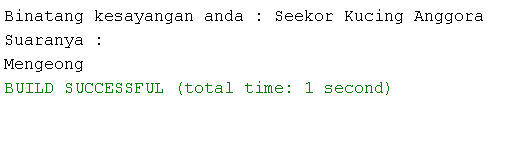 Binatang kesayangan anda : Seekor Kucing Anggora
Suaranya :
Mengeong
BUILD SUCCESSFUL (total time: 1 second)